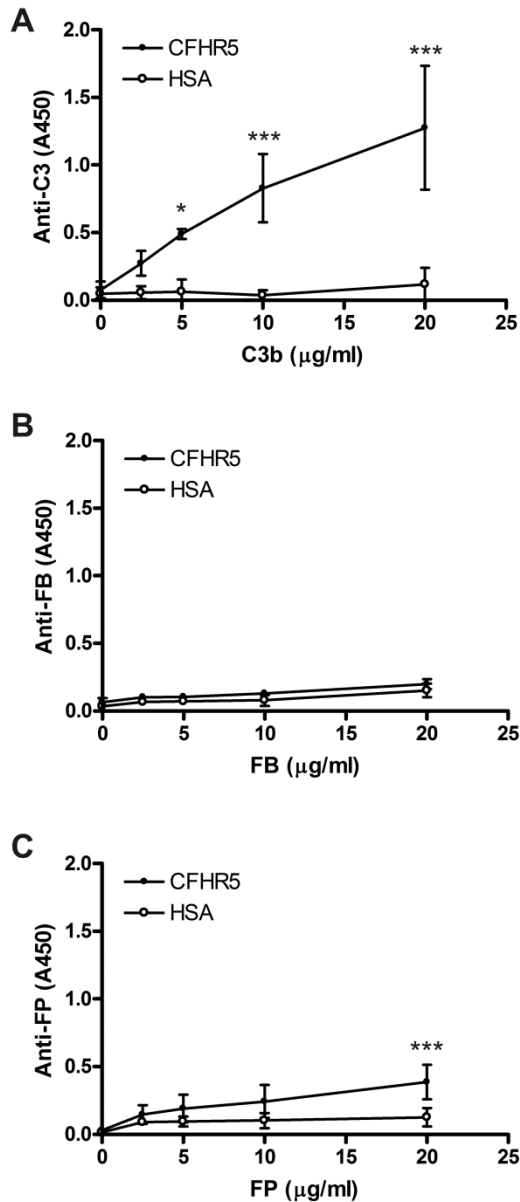 A
CFHR5
HSA
***
***
*
Anti-C3 (A450)
2.0
1.5
1.0
0.5
0.0
0 5 10 15 20 25
C3b (μg/ml)
B
CFHR5
HSA
Anti-FB (A450)
2.0
1.5
1.0
0.5
0.0
0 5 10 15 20 25
FB (μg/ml)
C
CFHR5
HSA
***
Anti-FP (A450)
2.0
1.5
1.0
0.5
0.0
0 5 10 15 20 25
FP (μg/ml)